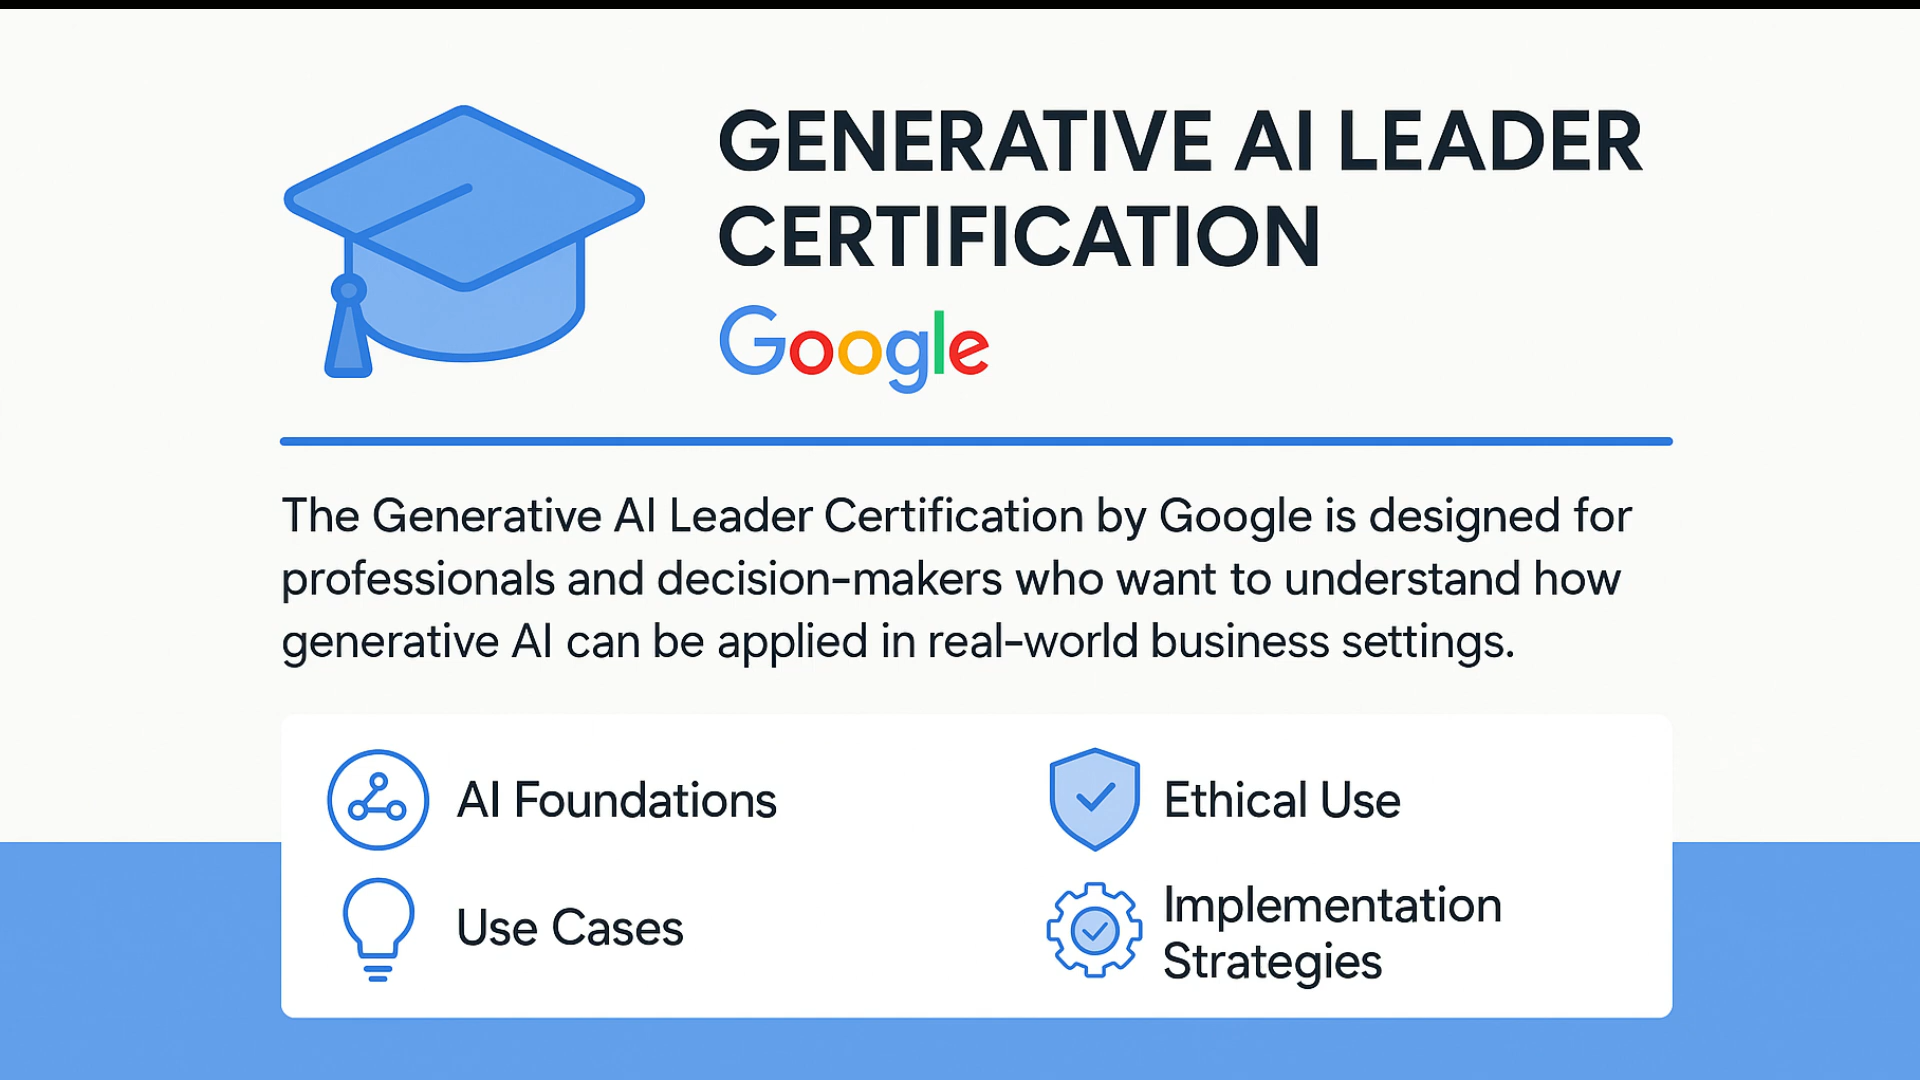 GENERATIVE AI LEADER
CERTIFICATION
Google
The Generative AI Leader Certification by Google is designed for
professionals and decision-makers who want to understand how
generative AI can be applied in real-world business settings.
AI Foundations
Ethical Use
Use Cases
Implementation
Strategies